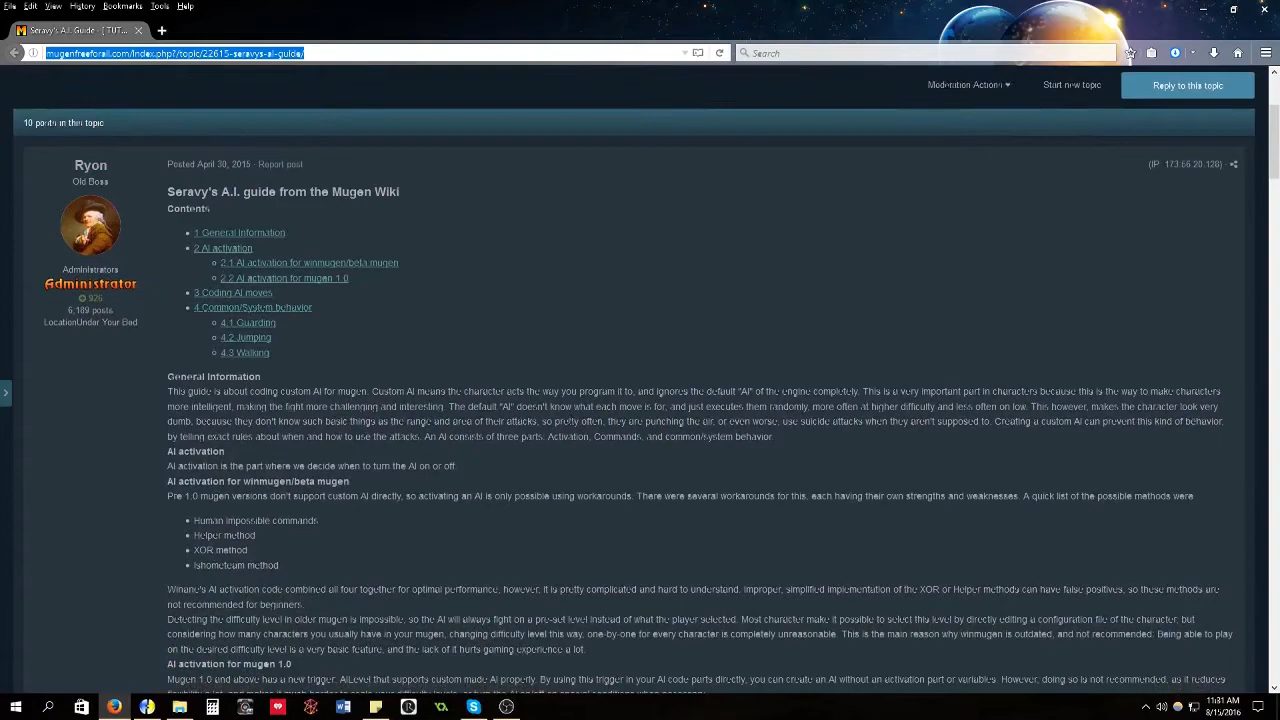 File Edit View History Bookmarks Tools Help
Seravy's A.I. Guide - [ TUT...
mugenfreeforall.com/index.php?/topic/22615-seravys-ai-guide/
Search
Moderation Actions
Start new topic
Reply to this topic
10 posts in this topic
Ryon
Old Boss
Administrators
Administrator
926
6,189 posts
LocationUnder Your Bed
Posted April 30, 2015 · Report post
(IP: 173.66.20.128)
Seravy's A.I. guide from the Mugen Wiki
Contents
1 General Information
2 AI activation
2.1 AI activation for winmugen/beta mugen
2.2 AI activation for mugen 1.0
3 Coding AI moves
4 Common/System behavior
4.1 Guarding
4.2 Jumping
4.3 Walking
General Information
This guide is about coding custom AI for mugen. Custom AI means the character acts the way you program it to, and ignores the default "AI" of the engine completely. This is a very important part in characters because this is the way to make characters
more intelligent, making the fight more challenging and interesting. The default "AI" doesn't know what each move is for, and just executes them randomly, more often at higher difficulty and less often on low. This however, makes the character look very
dumb, because they don't know such basic things as the range and area of their attacks, so pretty often, they are punching the air, or even worse, use suicide attacks when they aren't supposed to. Creating a custom AI can prevent this kind of behavior,
by telling exact rules about when and how to use the attacks. An AI consists of three parts: Activation, Commands, and common/system behavior.
AI activation
AI activation is the part where we decide when to turn the AI on or off.
AI activation for winmugen/beta mugen
Pre 1.0 mugen versions don't support custom AI directly, so activating an AI is only possible using workarounds. There were several workarounds for this, each having their own strengths and weaknesses. A quick list of the possible methods were
Human impossible commands
Helper method
XOR method
Ishometeam method
Winane's AI activation code combined all four together for optimal performance, however, it is pretty complicated and hard to understand. Improper, simplified implementation of the XOR or Helper methods can have false positives, so these methods are
not recommended for beginners.
Detecting the difficulty level in older mugen is impossible, so the AI will always fight on a pre-set level instead of what the player selected. Most character make it possible to select this level by directly editing a configuration file of the character, but
considering how many characters you usually have in your mugen, changing difficulty level this way, one-by-one for every character is completely unreasonable. This is the main reason why winmugen is outdated, and not recommended. Being able to play
on the desired difficulty level is a very basic feature, and the lack of it hurts gaming experience a lot.
AI activation for mugen 1.0
Mugen 1.0 and above has a new trigger: AiLevel that supports custom made AI properly. By using this trigger in your AI code parts directly, you can create an AI without an activation part or variables. However, doing so is not recommended, as it reduces
11:31 AM
8/15/2016